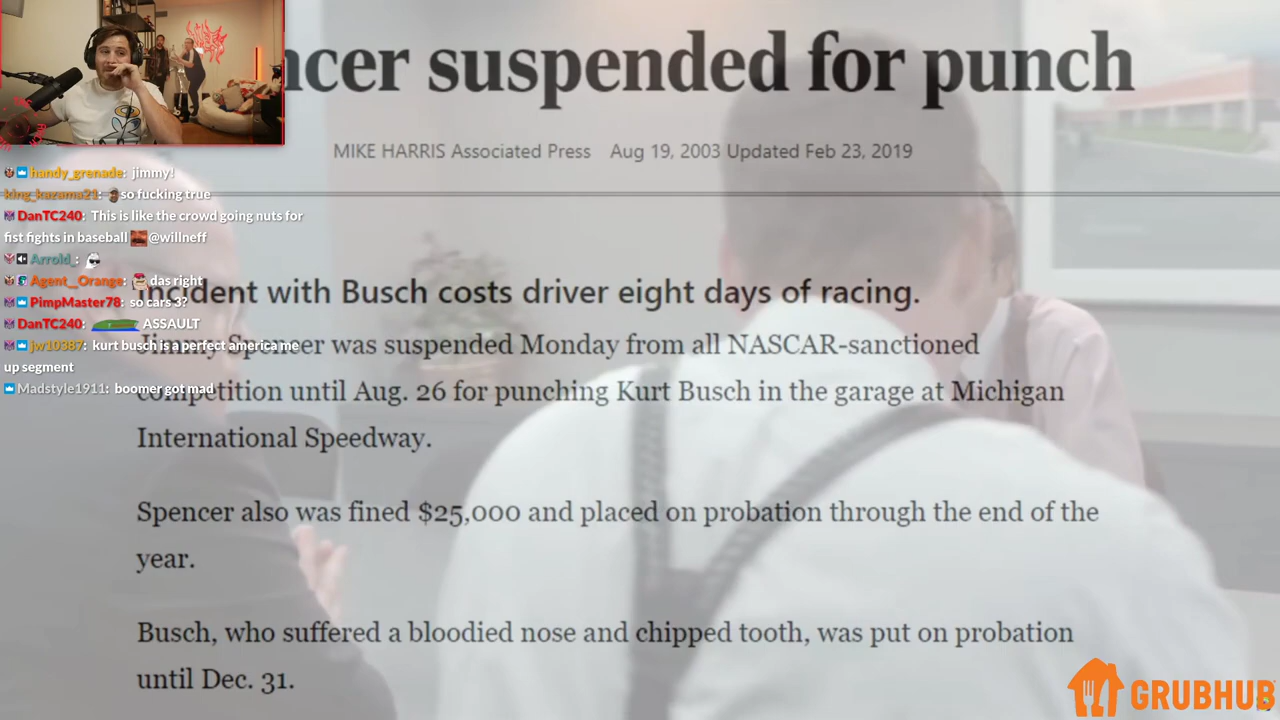 ncer suspended for punch
MIKE HARRIS Associated Press Aug 19, 2003 Updated Feb 23, 2019
handy_grenade: jimmy!
king_kazama21: so fucking true
DanTC240: This is like the crowd going nuts for
fist fights in baseball @willneff
Arrold_:
Agent__Orange: das right
PimpMaster78: so cars 3?
DanTC240: ASSAULT
jw10387: kurt busch is a perfect america me
up segment
Madstyle1911: boomer got mad
Incident with Busch costs driver eight days of racing.
Jimmy Spencer was suspended Monday from all NASCAR-sanctioned
competition until Aug. 26 for punching Kurt Busch in the garage at Michigan
International Speedway.
Spencer also was fined $25,000 and placed on probation through the end of the
year.
Busch, who suffered a bloodied nose and chipped tooth, was put on probation
until Dec. 31.
GRUBHUB